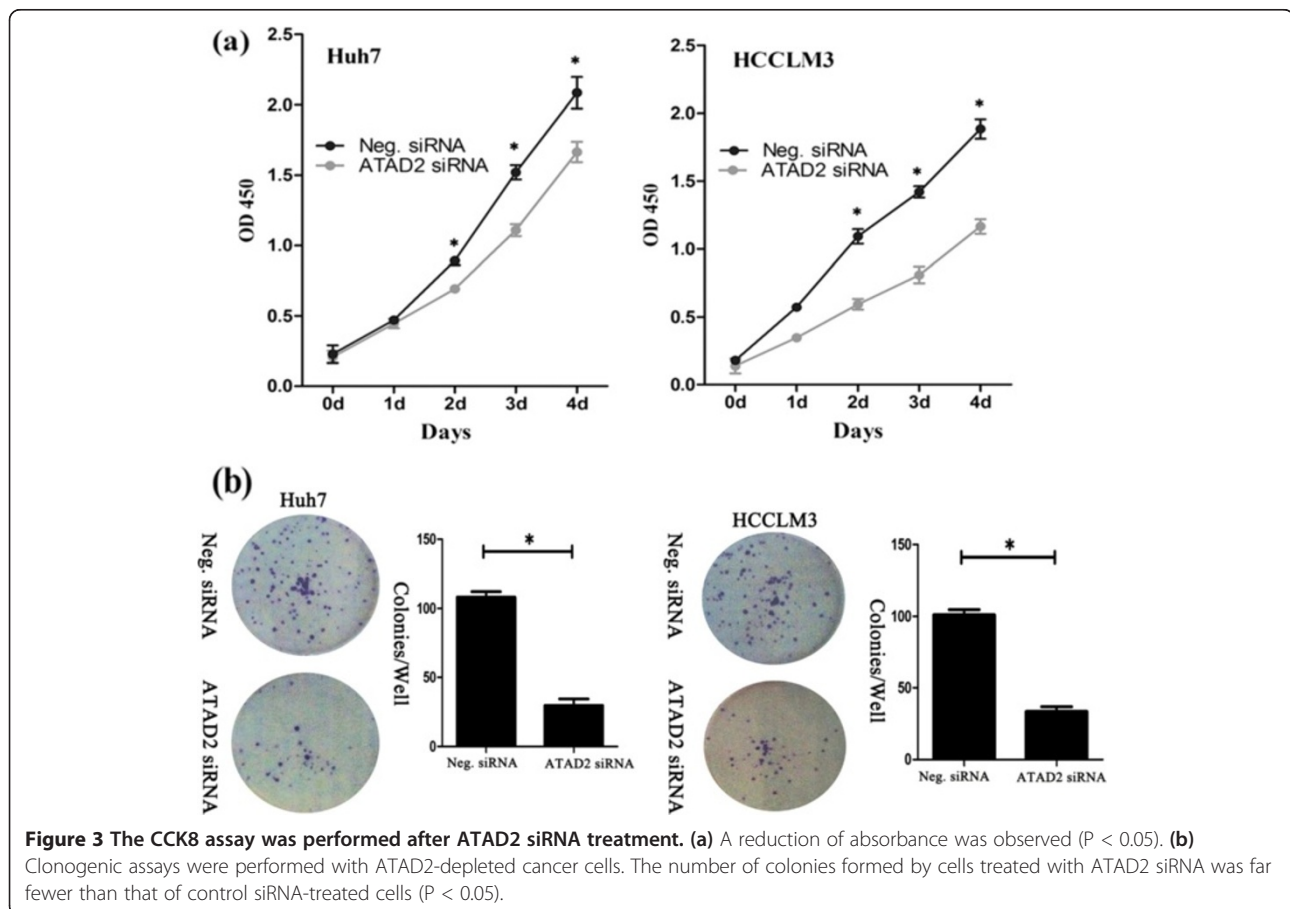 (a)
Huh7
2.5
2.0
1.5
1.0
0.5
0.0
OD 450
Neg. siRNA
ATAD2 siRNA
*
*
*
0d 1d 2d 3d 4d
Days
HCCLM3
2.5
2.0
1.5
1.0
0.5
0.0
OD 450
Neg. siRNA
ATAD2 siRNA
*
*
*
0d 1d 2d 3d 4d
Days
(b)
Huh7
Neg. siRNA
ATAD2 siRNA
150
100
50
0
Colonies/Well
*
Neg. siRNA ATAD2 siRNA
HCCLM3
Neg. siRNA
ATAD2 siRNA
150
100
50
0
Colonies/Well
*
Neg. siRNA ATAD2 siRNA
Figure 3 The CCK8 assay was performed after ATAD2 siRNA treatment. (a) A reduction of absorbance was observed (P < 0.05). (b)
Clonogenic assays were performed with ATAD2-depleted cancer cells. The number of colonies formed by cells treated with ATAD2 siRNA was far
fewer than that of control siRNA-treated cells (P < 0.05).